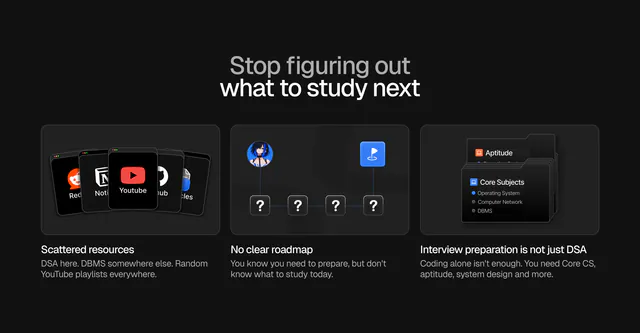 Stop figuring out
what to study next
Youtube
? ? ? ?
Aptitude
Core Subjects
Operating System
Computer Network
DBMS
Scattered resources
DSA here. DBMS somewhere else. Random
YouTube playlists everywhere.
No clear roadmap
You know you need to prepare, but don't
know what to study today.
Interview preparation is not just DSA
Coding alone isn't enough. You need Core CS,
aptitude, system design and more.